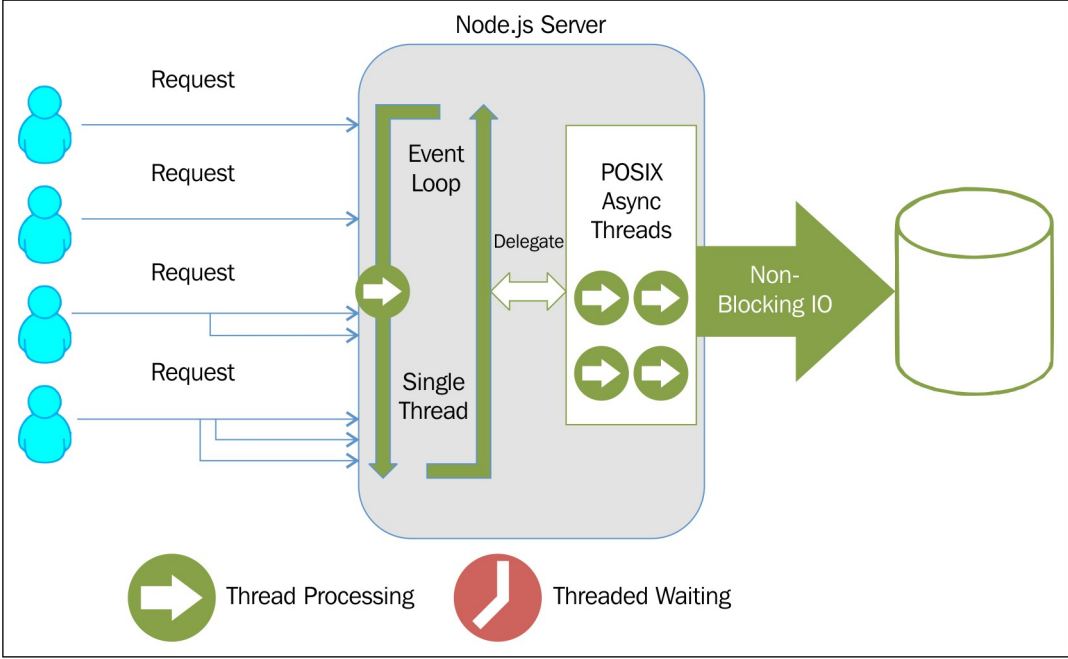 Node.js Server
Request
Request
Request
Request
Event
Loop
Single
Thread
Delegate
POSIX
Async
Threads
Non-
Blocking IO
Thread Processing
Threaded Waiting